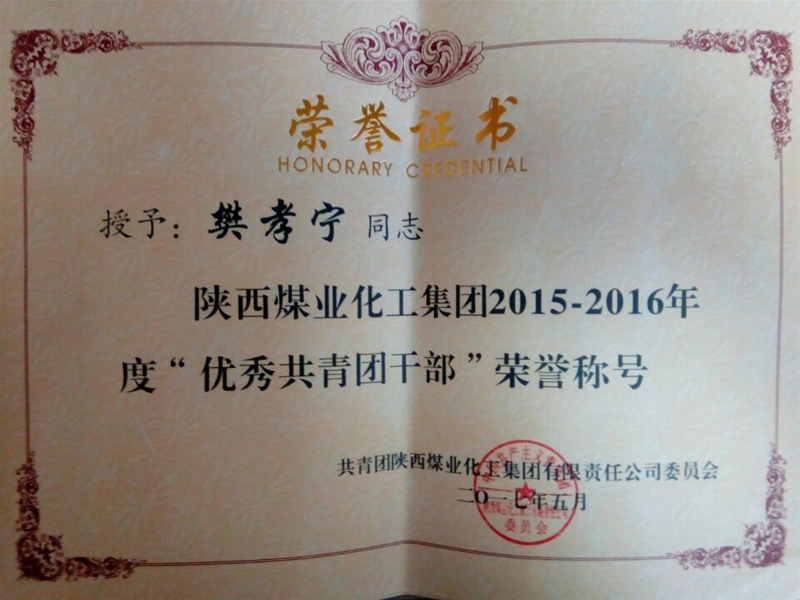 荣誉证书
HONORARY CREDENTIAL
授予：樊孝宁 同志
陕西煤业化工集团2015-2016年
度“优秀共青团干部”荣誉称号
共青团陕西煤业化工集团有限责任公司委员会
二〇一七年五月
委员会